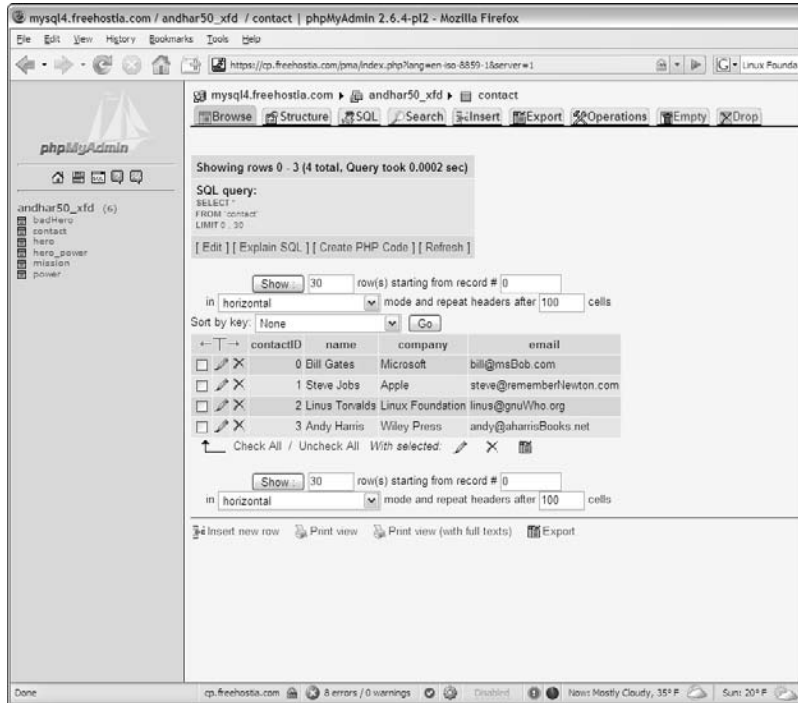 mysql4.freehostia.com / andhar50_xfd / contact | phpMyAdmin 2.6.4-pl2 - Mozilla Firefox
File Edit View History Bookmarks Tools Help
https://cp.freehostia.com/pma/index.php?lang=en-iso-8859-1&server=1
G Linux Founda
phpMyAdmin
andhar50_xfd (6)
badHero
contact
hero
hero_power
mission
power
mysql4.freehostia.com ▸ andhar50_xfd ▸ contact
Browse Structure SQL Search Insert Export Operations Empty Drop
Showing rows 0 - 3 (4 total, Query took 0.0002 sec)
SQL query:
SELECT *
FROM `contact`
LIMIT 0 , 30
[ Edit ] [ Explain SQL ] [ Create PHP Code ] [ Refresh ]
Show : 30 row(s) starting from record # 0
in horizontal mode and repeat headers after 100 cells
Sort by key: None Go
←T→ contactID name company email
0 Bill Gates Microsoft bill@msBob.com
1 Steve Jobs Apple steve@rememberNewton.com
2 Linus Torvalds Linux Foundation linus@gnuWho.org
3 Andy Harris Wiley Press andy@aharrisBooks.net
Check All / Uncheck All With selected:
Show : 30 row(s) starting from record # 0
in horizontal mode and repeat headers after 100 cells
Insert new row Print view Print view (with full texts) Export
Done cp.freehostia.com 8 errors / 0 warnings Disabled Now: Mostly Cloudy, 35° F Sun: 20° F